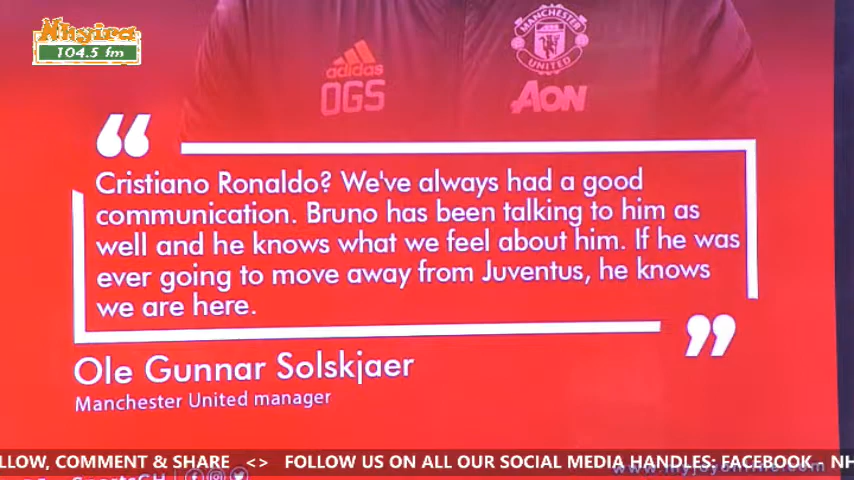 Nhyira
104.5 fm
adidas
OGS
MANCHESTER
UNITED
AON
“
Cristiano Ronaldo? We've always had a good
communication. Bruno has been talking to him as
well and he knows what we feel about him. If he was
ever going to move away from Juventus, he knows
we are here.
”
Ole Gunnar Solskjaer
Manchester United manager
LLOW, COMMENT & SHARE <> FOLLOW US ON ALL OUR SOCIAL MEDIA HANDLES; FACEBOOK - NH
SportsGH